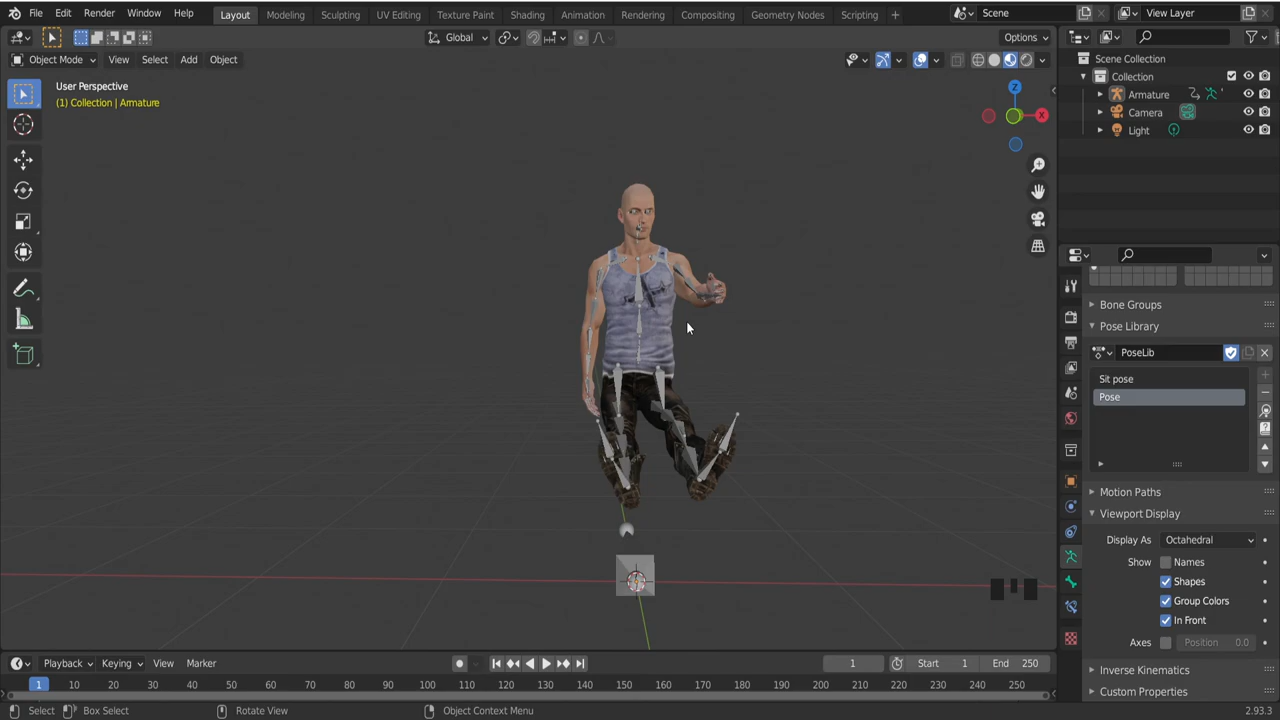 File Edit Render Window Help Layout Modeling Sculpting UV Editing Texture Paint Shading Animation Rendering Compositing Geometry Nodes Scripting + Scene View Layer
Global Options
Object Mode View Select Add Object
User Perspective
(1) Collection | Armature
Z
X
Scene Collection
Collection
Armature
Camera
Light
Bone Groups
Pose Library
PoseLib
Sit pose
Pose
Motion Paths
Viewport Display
Display As Octahedral
Show Names
Shapes
Group Colors
In Front
Axes Position 0.0
Inverse Kinematics
Custom Properties
Playback Keying View Marker 1 Start 1 End 250
1 10 20 30 40 50 60 70 80 90 100 110 120 130 140 150 160 170 180 190 200 210 220 230 240 250
Select Box Select Rotate View Object Context Menu 2.93.3